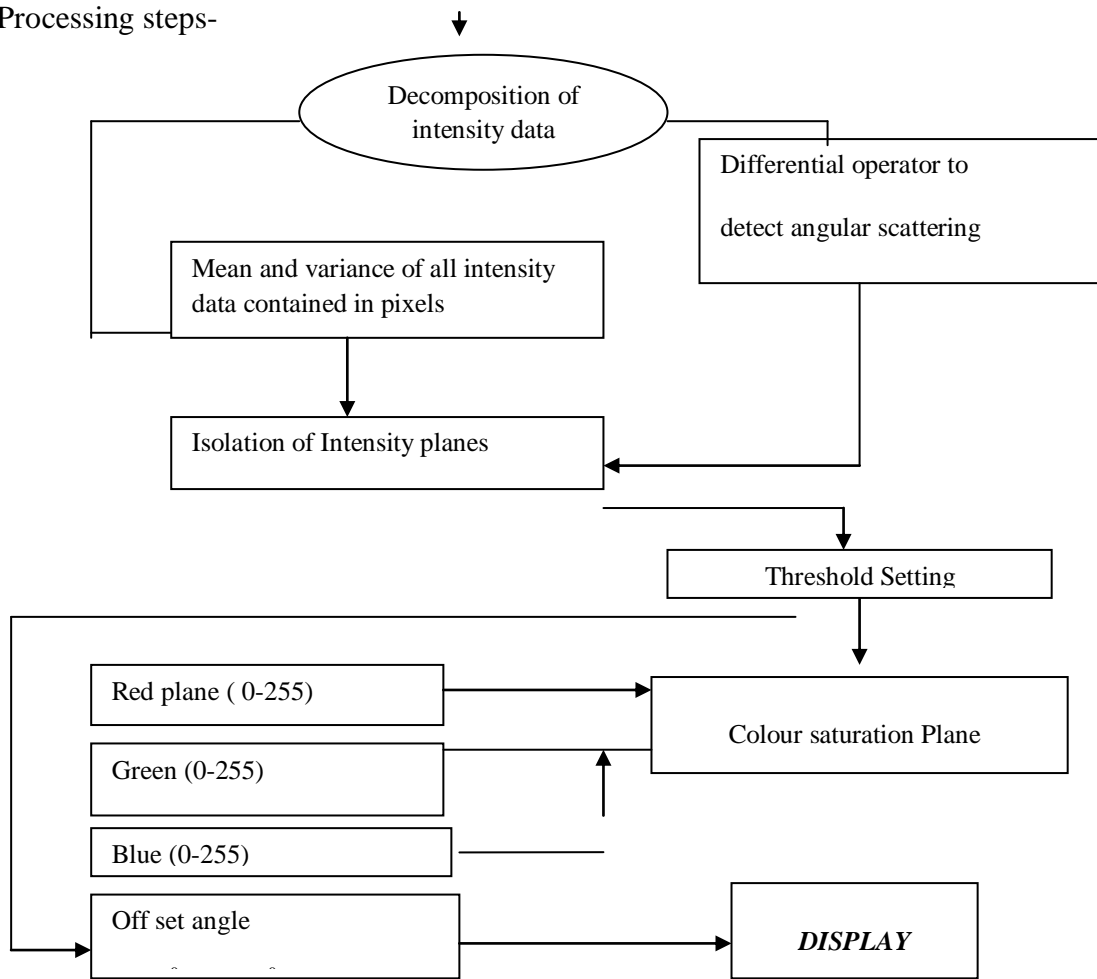 Processing steps-
Decomposition of
intensity data
Differential operator to
detect angular scattering
Mean and variance of all intensity
data contained in pixels
Isolation of Intensity planes
Threshold Setting
Red plane ( 0-255)
Colour saturation Plane
Green (0-255)
Blue (0-255)
Off set angle
DISPLAY